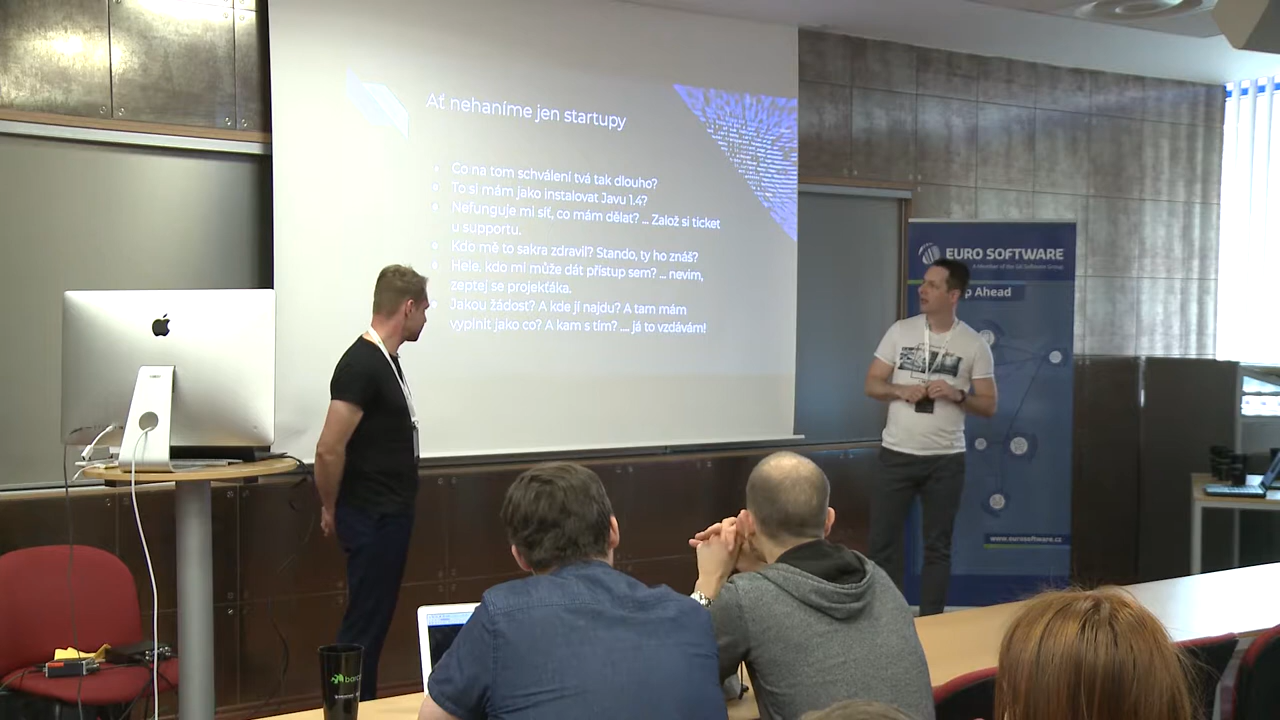 Ať nehaníme jen startupy
Co na tom schválení tvá tak dlouho?
To si mám jako instalovat Javu 1.4?
Nefunguje mi síť, co mám dělat? ... Založ si ticket
u supportu.
Kdo mě to sakra zdravil? Stando, ty ho znáš?
Hele, kdo mi může dát přístup sem? ... nevim,
zeptej se projekťáka.
Jakou žádost? A kde jí najdu? A tam mám
vyplnit jako co? A kam s tím? .... já to vzdávám!
EURO SOFTWARE
A member of the
Software Group
p Ahead
www.eurosoftware.cz